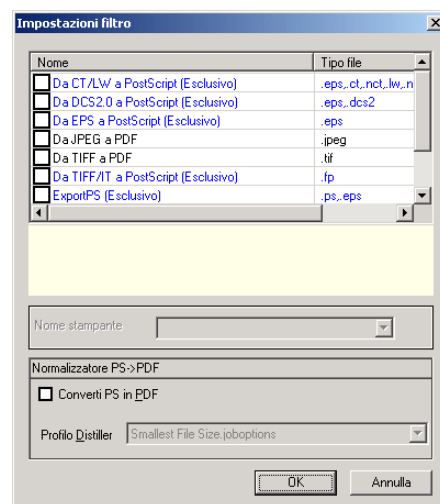 Impostazioni filtro
Nome Tipo file
Da CT/LW a PostScript (Esclusivo) .eps,.ct,.nct,.lw,.n
Da DCS2.0 a PostScript (Esclusivo) .eps,.dcs2
Da EPS a PostScript (Esclusivo) .eps
Da JPEG a PDF .jpeg
Da TIFF a PDF .tif
Da TIFF/IT a PostScript (Esclusivo) .fp
ExportPS (Esclusivo) .ps,.eps
Nome stampante
Normalizzatore PS->PDF
Converti PS in PDF
Profilo Distiller Smallest File Size.joboptions
OK Annulla